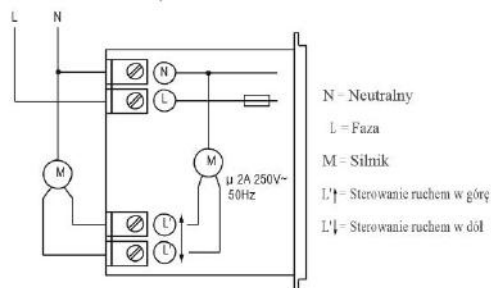 L N
N
L
N = Neutralny
L = Faza
M = Silnik
M
M
µ 2A 250V~
50Hz
L'
L'
L'↑= Sterowanie ruchem w górę
L'↓= Sterowanie ruchem w dół